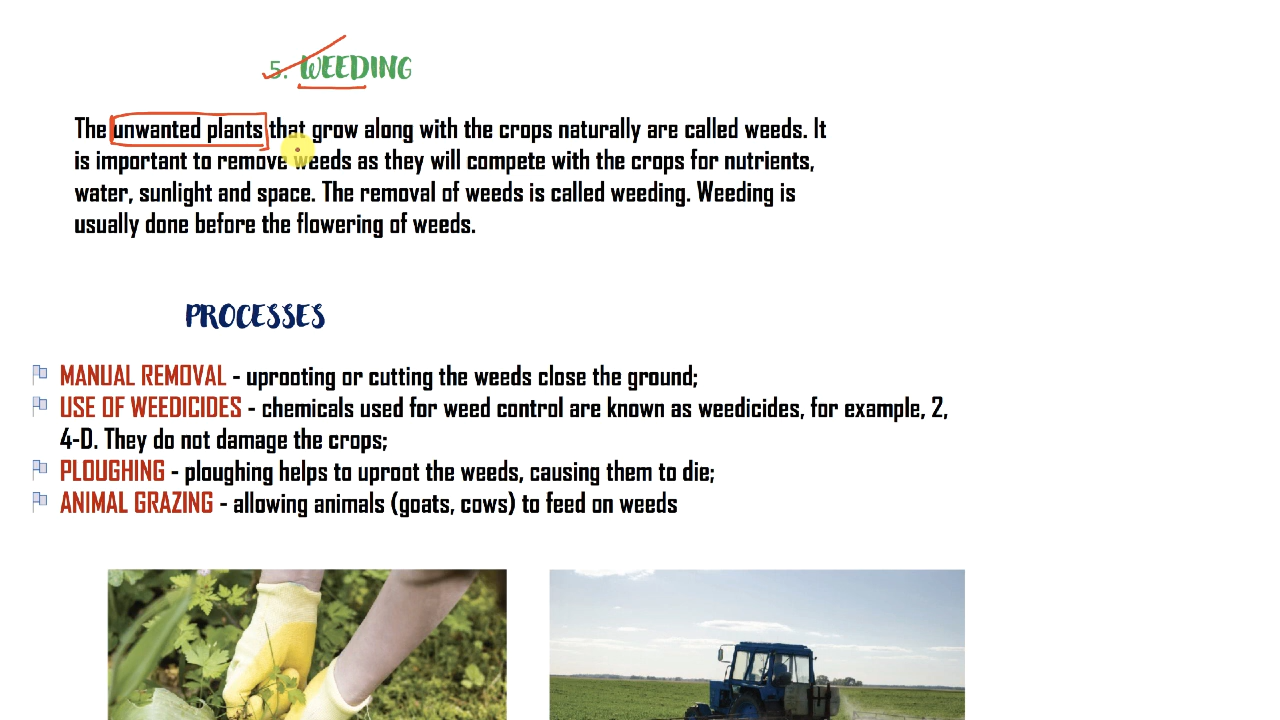 5. WEEDING
The unwanted plants that grow along with the crops naturally are called weeds. It
is important to remove weeds as they will compete with the crops for nutrients,
water, sunlight and space. The removal of weeds is called weeding. Weeding is
usually done before the flowering of weeds.
PROCESSES
MANUAL REMOVAL - uprooting or cutting the weeds close the ground;
USE OF WEEDICIDES - chemicals used for weed control are known as weedicides, for example, 2,
4-D. They do not damage the crops;
PLOUGHING - ploughing helps to uproot the weeds, causing them to die;
ANIMAL GRAZING - allowing animals (goats, cows) to feed on weeds